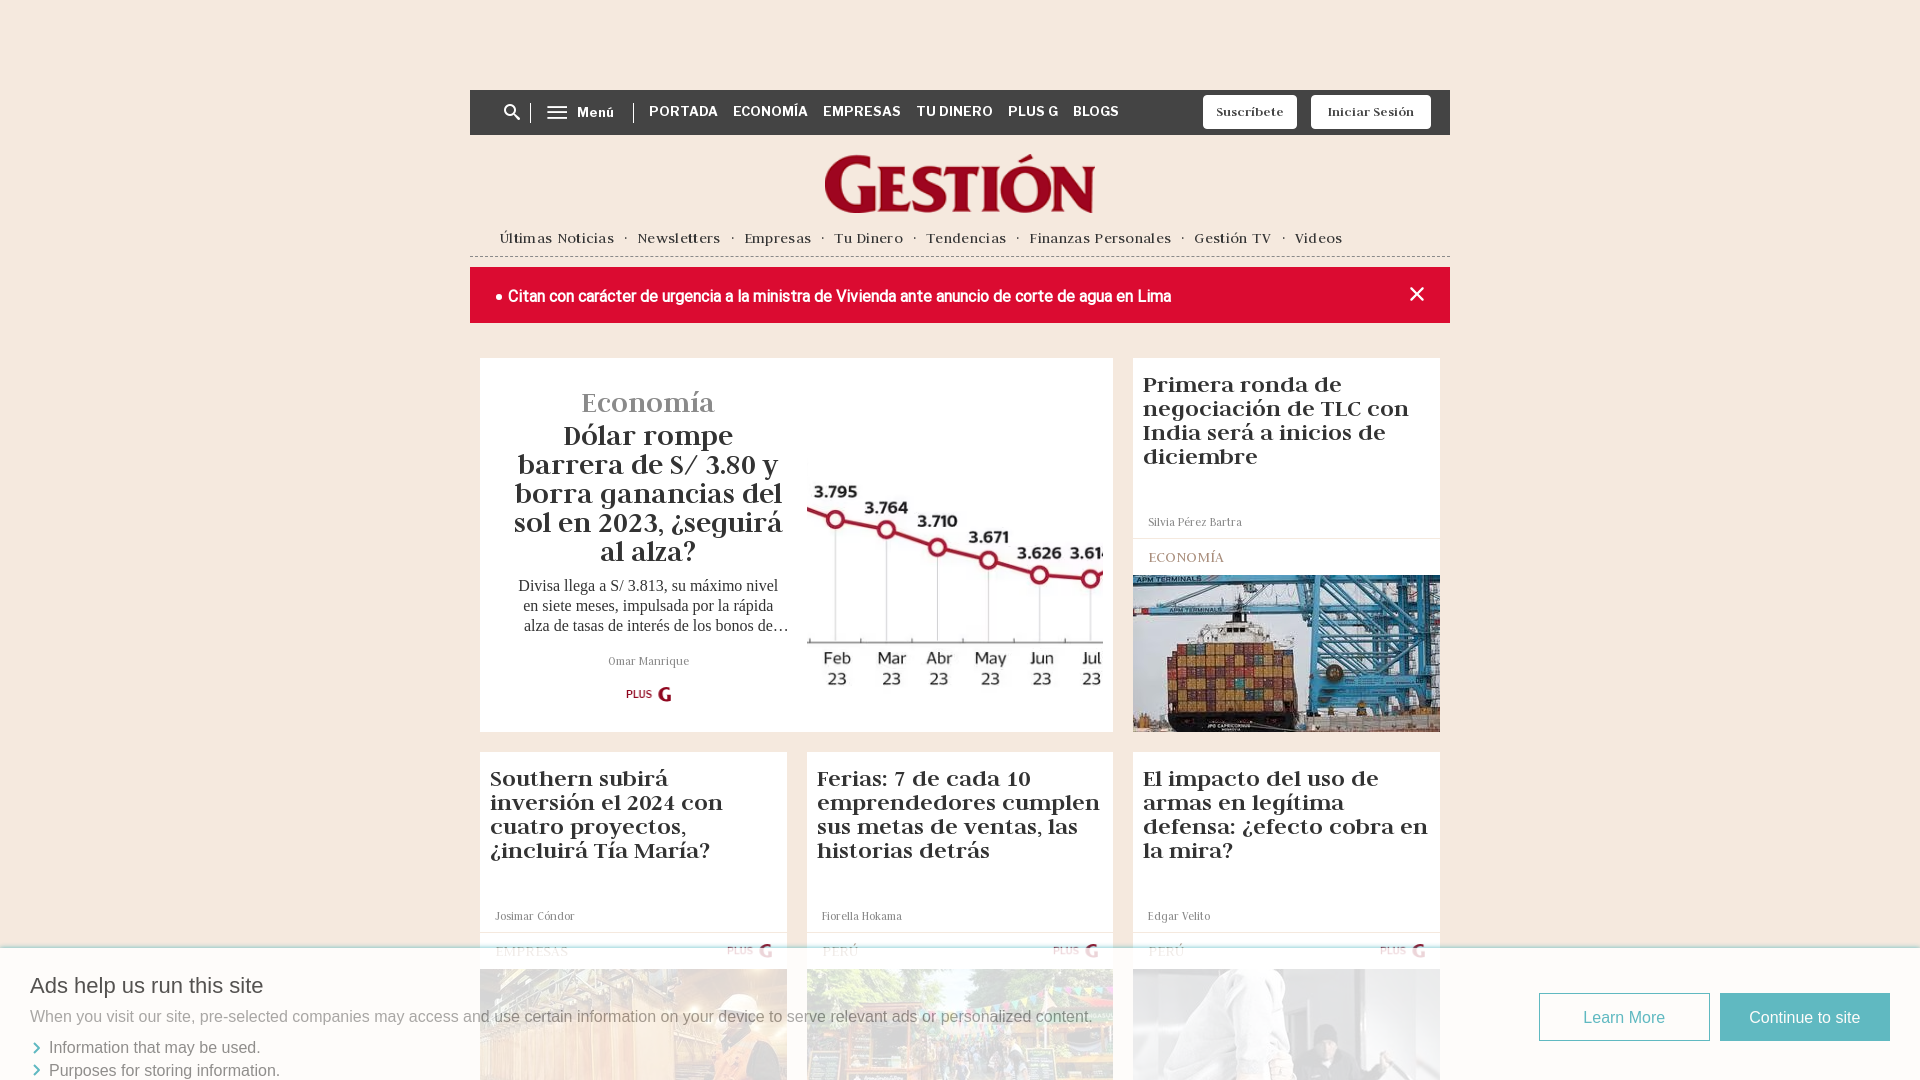 Menú
PORTADA
ECONOMÍA
EMPRESAS
TU DINERO
PLUS G
BLOGS
Suscríbete
Iniciar Sesión
GESTIÓN
Últimas Noticias · Newsletters · Empresas · Tu Dinero · Tendencias · Finanzas Personales · Gestión TV · Videos
Citan con carácter de urgencia a la ministra de Vivienda ante anuncio de corte de agua en Lima
Economía
Dólar rompe
barrera de S/ 3.80 y
borra ganancias del
sol en 2023, ¿seguirá
al alza?
Divisa llega a S/ 3.813, su máximo nivel
en siete meses, impulsada por la rápida
alza de tasas de interés de los bonos de…
Omar Manrique
PLUS G
3.795
3.764
3.710
3.671
3.626
3.614
Feb Mar Abr May Jun Jul
23 23 23 23 23 23
Primera ronda de
negociación de TLC con
India será a inicios de
diciembre
Silvia Pérez Bartra
ECONOMÍA
APM TERMINALS
APM TERMINALS
JPO CAPRICORNUS
MONROVIA
Southern subirá
inversión el 2024 con
cuatro proyectos,
¿incluirá Tía María?
Josimar Cóndor
EMPRESAS
PLUS G
Ferias: 7 de cada 10
emprendedores cumplen
sus metas de ventas, las
historias detrás
Fiorella Hokama
PERÚ
PLUS G
El impacto del uso de
armas en legítima
defensa: ¿efecto cobra en
la mira?
Edgar Velito
PERÚ
PLUS G
Ads help us run this site
When you visit our site, pre-selected companies may access and use certain information on your device to serve relevant ads or personalized content.
Information that may be used.
Purposes for storing information.
Learn More
Continue to site